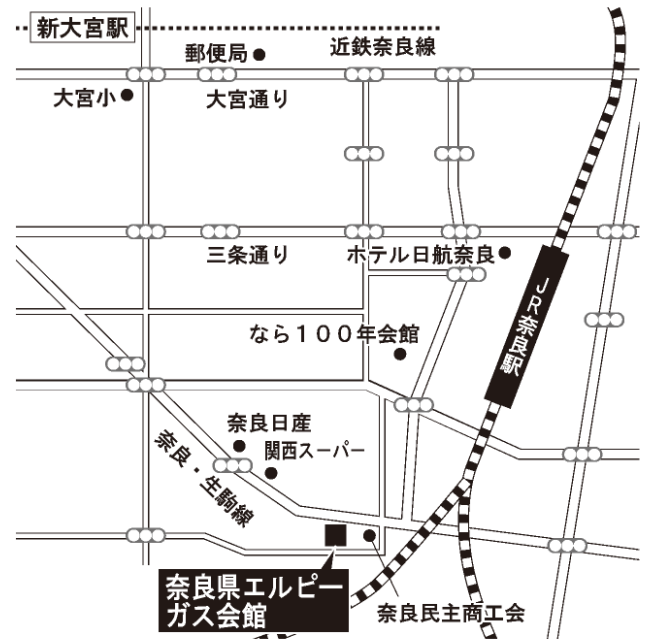 新大宮駅
郵便局
近鉄奈良線
大宮小
大宮通り
三条通り
ホテル日航奈良
JR奈良駅
なら100年会館
奈良日産
関西スーパー
奈良・生駒線
奈良県エルピー
ガス会館
奈良民主商工会